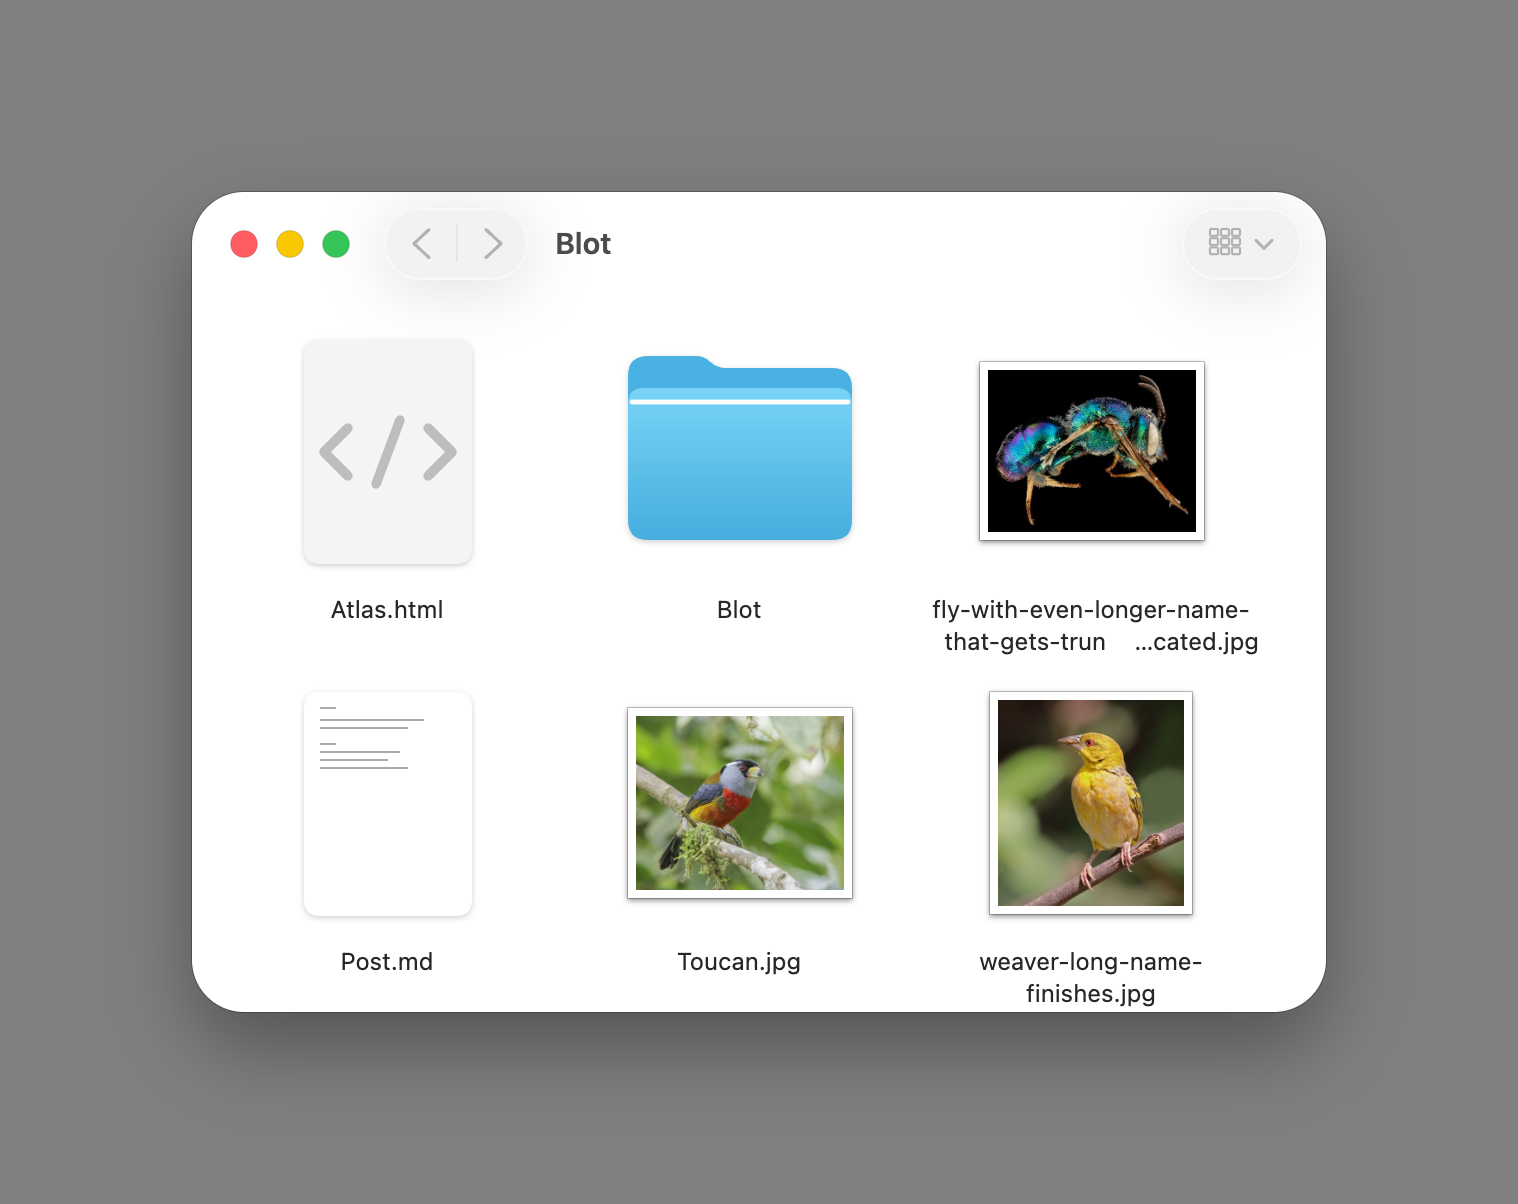 Blot
Atlas.html
Blot
fly-with-even-longer-name-
that-gets-trun ...cated.jpg
Post.md
Toucan.jpg
weaver-long-name-
finishes.jpg